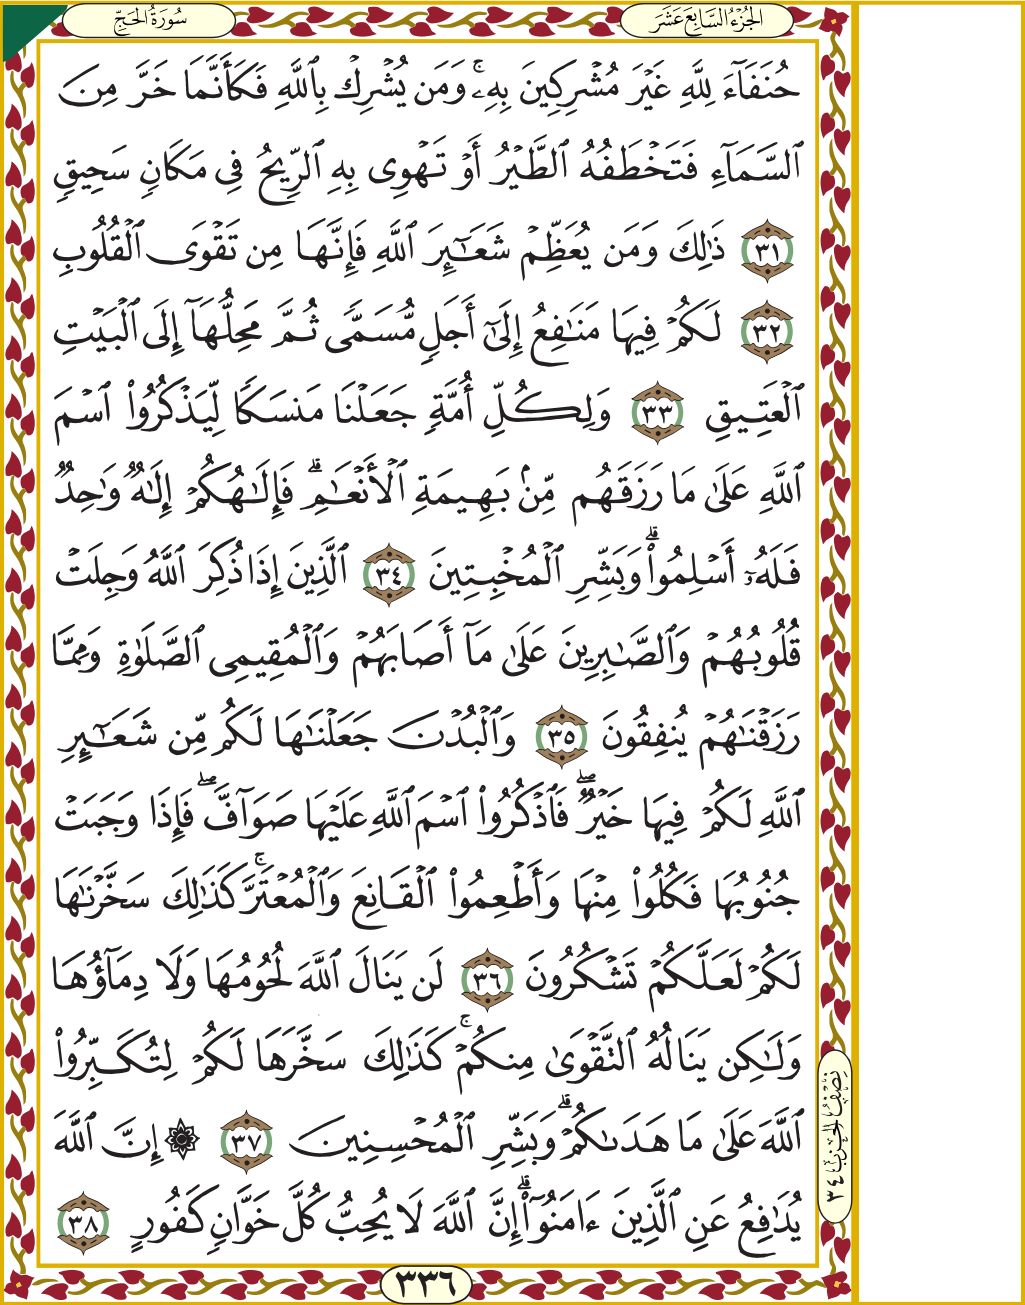 الجُزْءُ السَّابِعَ عَشَرَ
سُورَةُ الحَجِّ
حُنَفَآءَ لِلَّهِ غَيۡرَ مُشۡرِكِينَ بِهِۦۚ وَمَن يُشۡرِكۡ بِٱللَّهِ فَكَأَنَّمَا خَرَّ مِنَ
ٱلسَّمَآءِ فَتَخۡطَفُهُ ٱلطَّيۡرُ أَوۡ تَهۡوِي بِهِ ٱلرِّيحُ فِي مَكَانٖ سَحِيقٖ
٣١ ذَٰلِكَ وَمَن يُعَظِّمۡ شَعَٰٓئِرَ ٱللَّهِ فَإِنَّهَا مِن تَقۡوَى ٱلۡقُلُوبِ
٣٢ لَكُمۡ فِيهَا مَنَٰفِعُ إِلَىٰٓ أَجَلٖ مُّسَمّٗى ثُمَّ مَحِلُّهَآ إِلَى ٱلۡبَيۡتِ
ٱلۡعَتِيقِ ٣٣ وَلِكُلِّ أُمَّةٖ جَعَلۡنَا مَنسَكٗا لِّيَذۡكُرُواْ ٱسۡمَ
ٱللَّهِ عَلَىٰ مَا رَزَقَهُم مِّنۢ بَهِيمَةِ ٱلۡأَنۡعَٰمِۗ فَإِلَٰهُكُمۡ إِلَٰهٞ وَٰحِدٞ
فَلَهُۥٓ أَسۡلِمُواْۗ وَبَشِّرِ ٱلۡمُخۡبِتِينَ ٣٤ ٱلَّذِينَ إِذَا ذُكِرَ ٱللَّهُ وَجِلَتۡ
قُلُوبُهُمۡ وَٱلصَّٰبِرِينَ عَلَىٰ مَآ أَصَابَهُمۡ وَٱلۡمُقِيمِي ٱلصَّلَوٰةِ وَمِمَّا
رَزَقۡنَٰهُمۡ يُنفِقُونَ ٣٥ وَٱلۡبُدۡنَ جَعَلۡنَٰهَا لَكُم مِّن شَعَٰٓئِرِ
ٱللَّهِ لَكُمۡ فِيهَا خَيۡرٞۖ فَٱذۡكُرُواْ ٱسۡمَ ٱللَّهِ عَلَيۡهَا صَوَآفَّۖ فَإِذَا وَجَبَتۡ
جُنُوبُهَا فَكُلُواْ مِنۡهَا وَأَطۡعِمُواْ ٱلۡقَانِعَ وَٱلۡمُعۡتَرَّۚ كَذَٰلِكَ سَخَّرۡنَٰهَا
لَكُمۡ لَعَلَّكُمۡ تَشۡكُرُونَ ٣٦ لَن يَنَالَ ٱللَّهَ لُحُومُهَا وَلَا دِمَآؤُهَا
وَلَٰكِن يَنَالُهُ ٱلتَّقۡوَىٰ مِنكُمۡۚ كَذَٰلِكَ سَخَّرَهَا لَكُمۡ لِتُكَبِّرُواْ
ٱللَّهَ عَلَىٰ مَا هَدَىٰكُمۡۗ وَبَشِّرِ ٱلۡمُحۡسِنِينَ ٣٧ ۞ إِنَّ ٱللَّهَ
يُدَٰفِعُ عَنِ ٱلَّذِينَ ءَامَنُوٓاْۗ إِنَّ ٱللَّهَ لَا يُحِبُّ كُلَّ خَوَّانٖ كَفُورٍ ٣٨
نِصْفُ الحِزْبِ ٣٤
٣٣٦